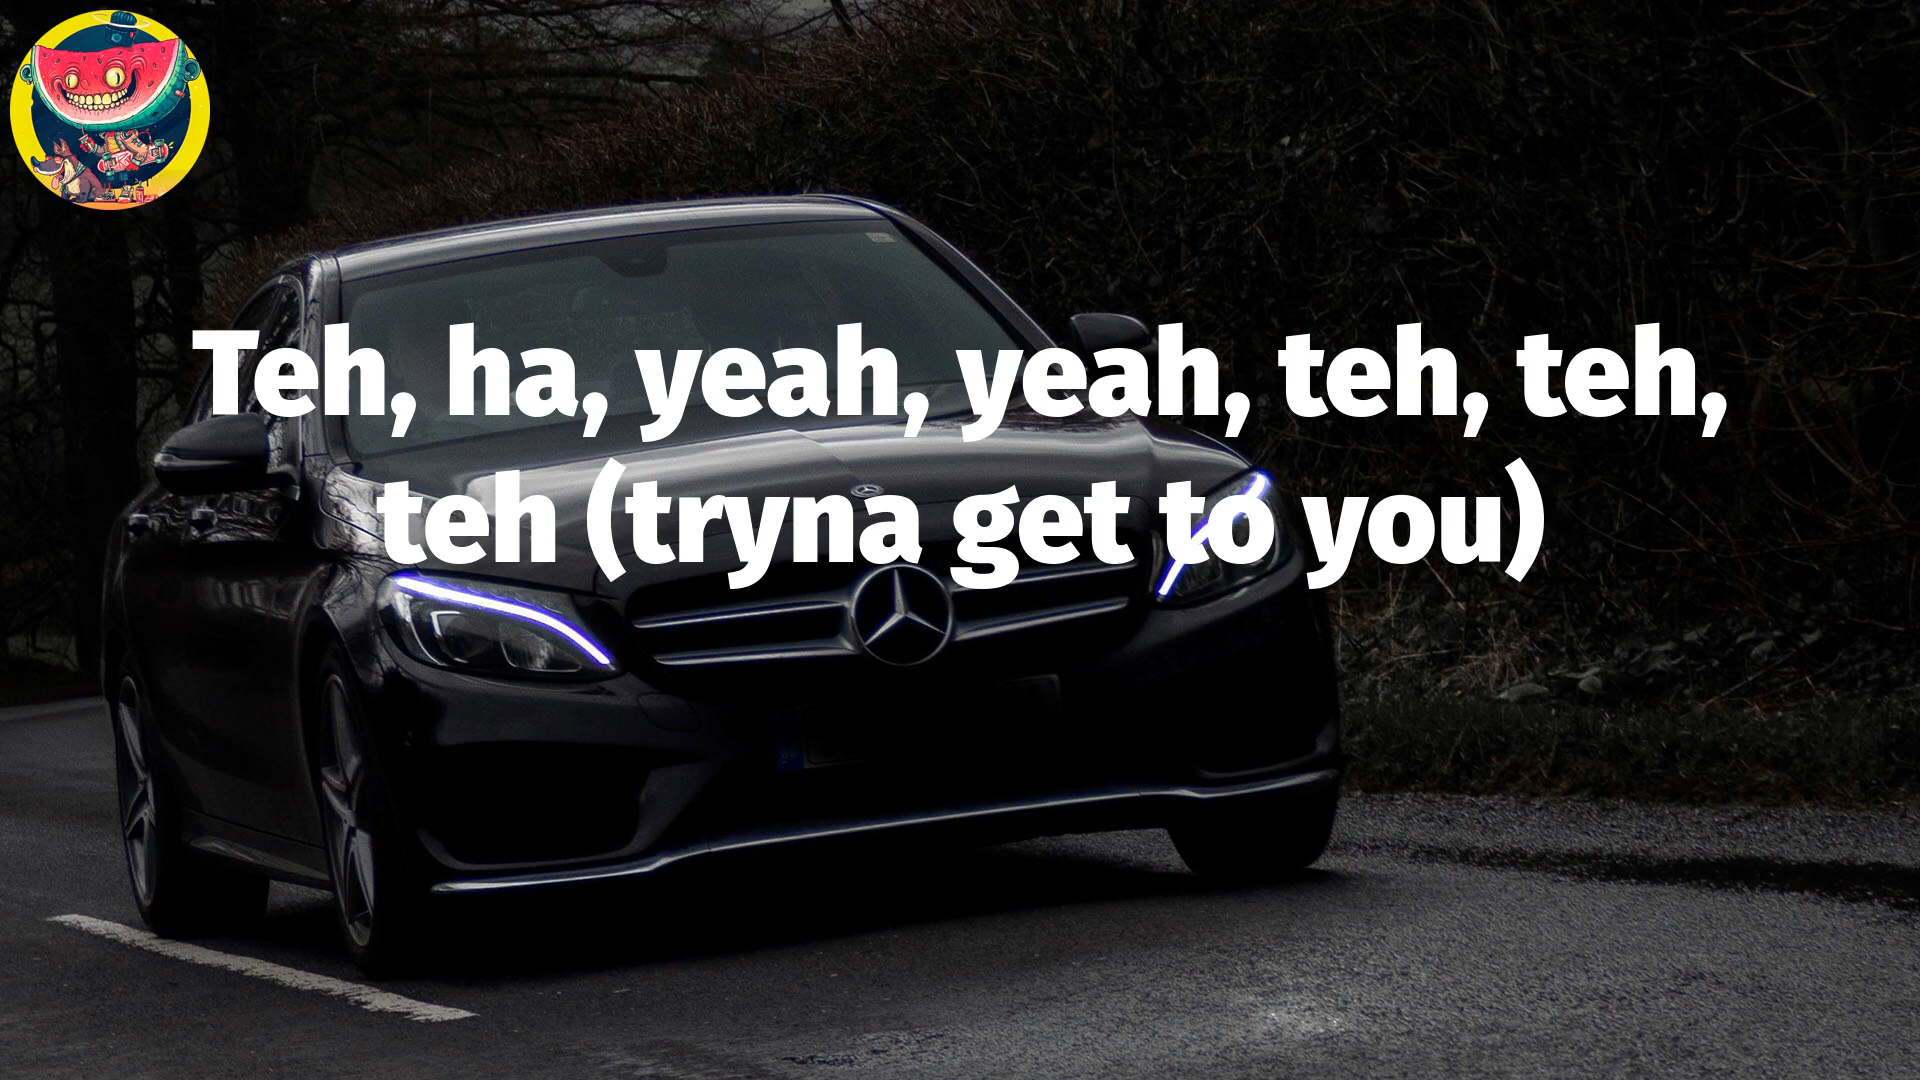 Teh, ha, yeah, yeah, teh, teh,
teh (tryna get to you)